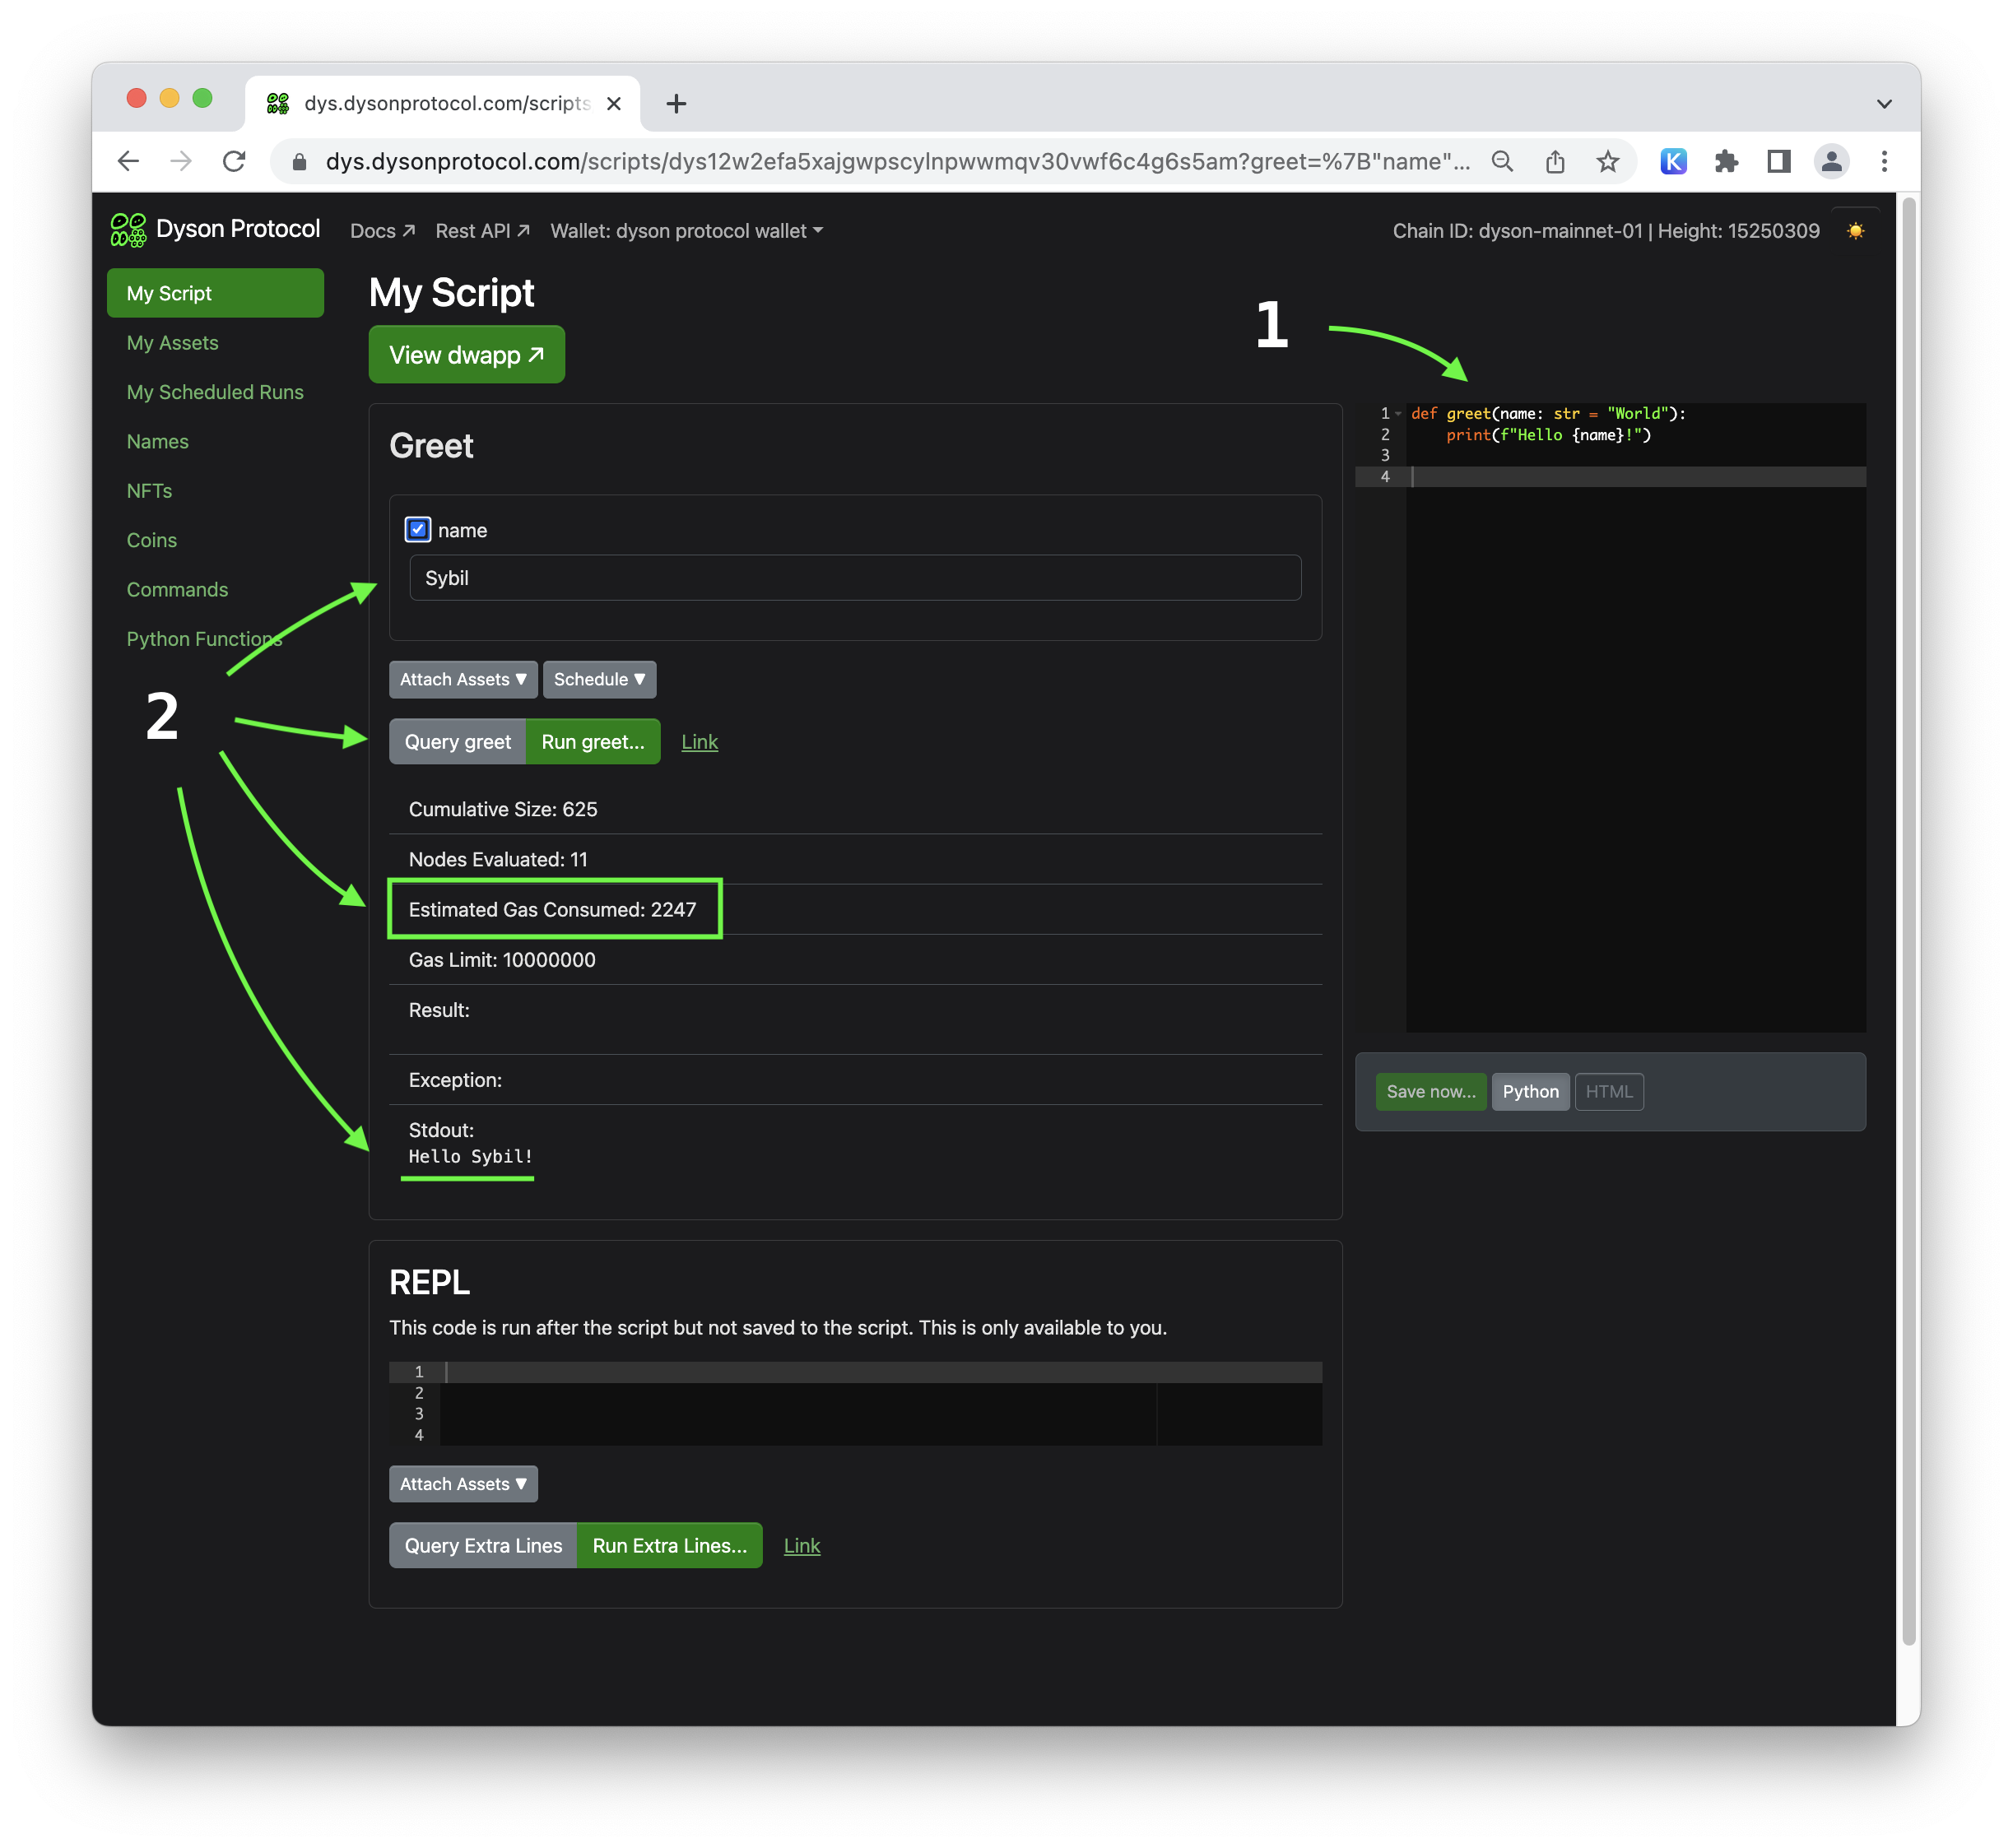 dys.dysonprotocol.com/scripts
dys.dysonprotocol.com/scripts/dys12w2efa5xajgwpscylnpwwmqv30vwf6c4g6s5am?greet=%7B"name"...
K
Dyson Protocol
Docs ↗ Rest API ↗ Wallet: dyson protocol wallet
Chain ID: dyson-mainnet-01 | Height: 15250309
My Script
My Assets
My Scheduled Runs
Names
NFTs
Coins
Commands
Python Functions
2
My Script
View dwapp ↗
Greet
name
Sybil
Attach Assets ▼ Schedule ▼
Query greet Run greet... Link
Cumulative Size: 625
Nodes Evaluated: 11
Estimated Gas Consumed: 2247
Gas Limit: 10000000
Result:
Exception:
Stdout:
Hello Sybil!
REPL
This code is run after the script but not saved to the script. This is only available to you.
1
2
3
4
Attach Assets ▼
Query Extra Lines Run Extra Lines... Link
1
1 def greet(name: str = "World"):
2     print(f"Hello {name}!")
3
4
Save now... Python HTML